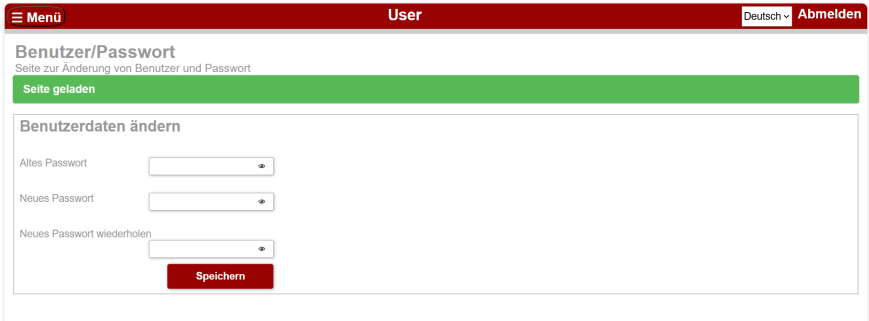 ☰ Menü
User
Deutsch
Abmelden
Benutzer/Passwort
Seite zur Änderung von Benutzer und Passwort
Seite geladen
Benutzerdaten ändern
Altes Passwort
Neues Passwort
Neues Passwort wiederholen
Speichern